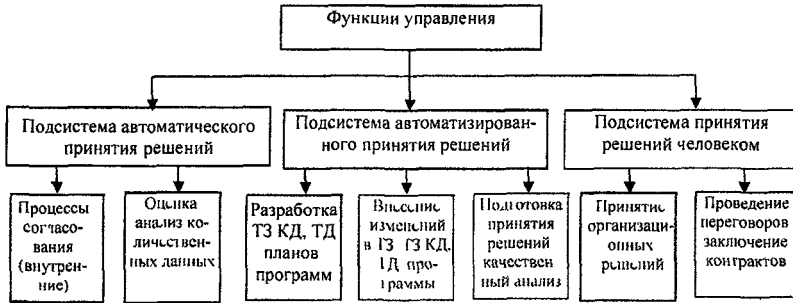 Функции управления
Подсистема автоматического
принятия решений
Подсистема автоматизирован-
ного принятия решений
Подсистема принятия
решений человеком
Процессы
согласо-
вания
(внутрен-
ние)
Оценка
анализ ко-
личествен-
ных данных
Разработка
ТЗ КД, ТД
планов
программ
Внесение
изменений
в ТЗ КД,
ТД, про-
граммы
Подготовка
принятия
решений
качествен
ный анализ
Принятие
организаци-
онных
решений
Проведение
переговоров
заключение
контрактов